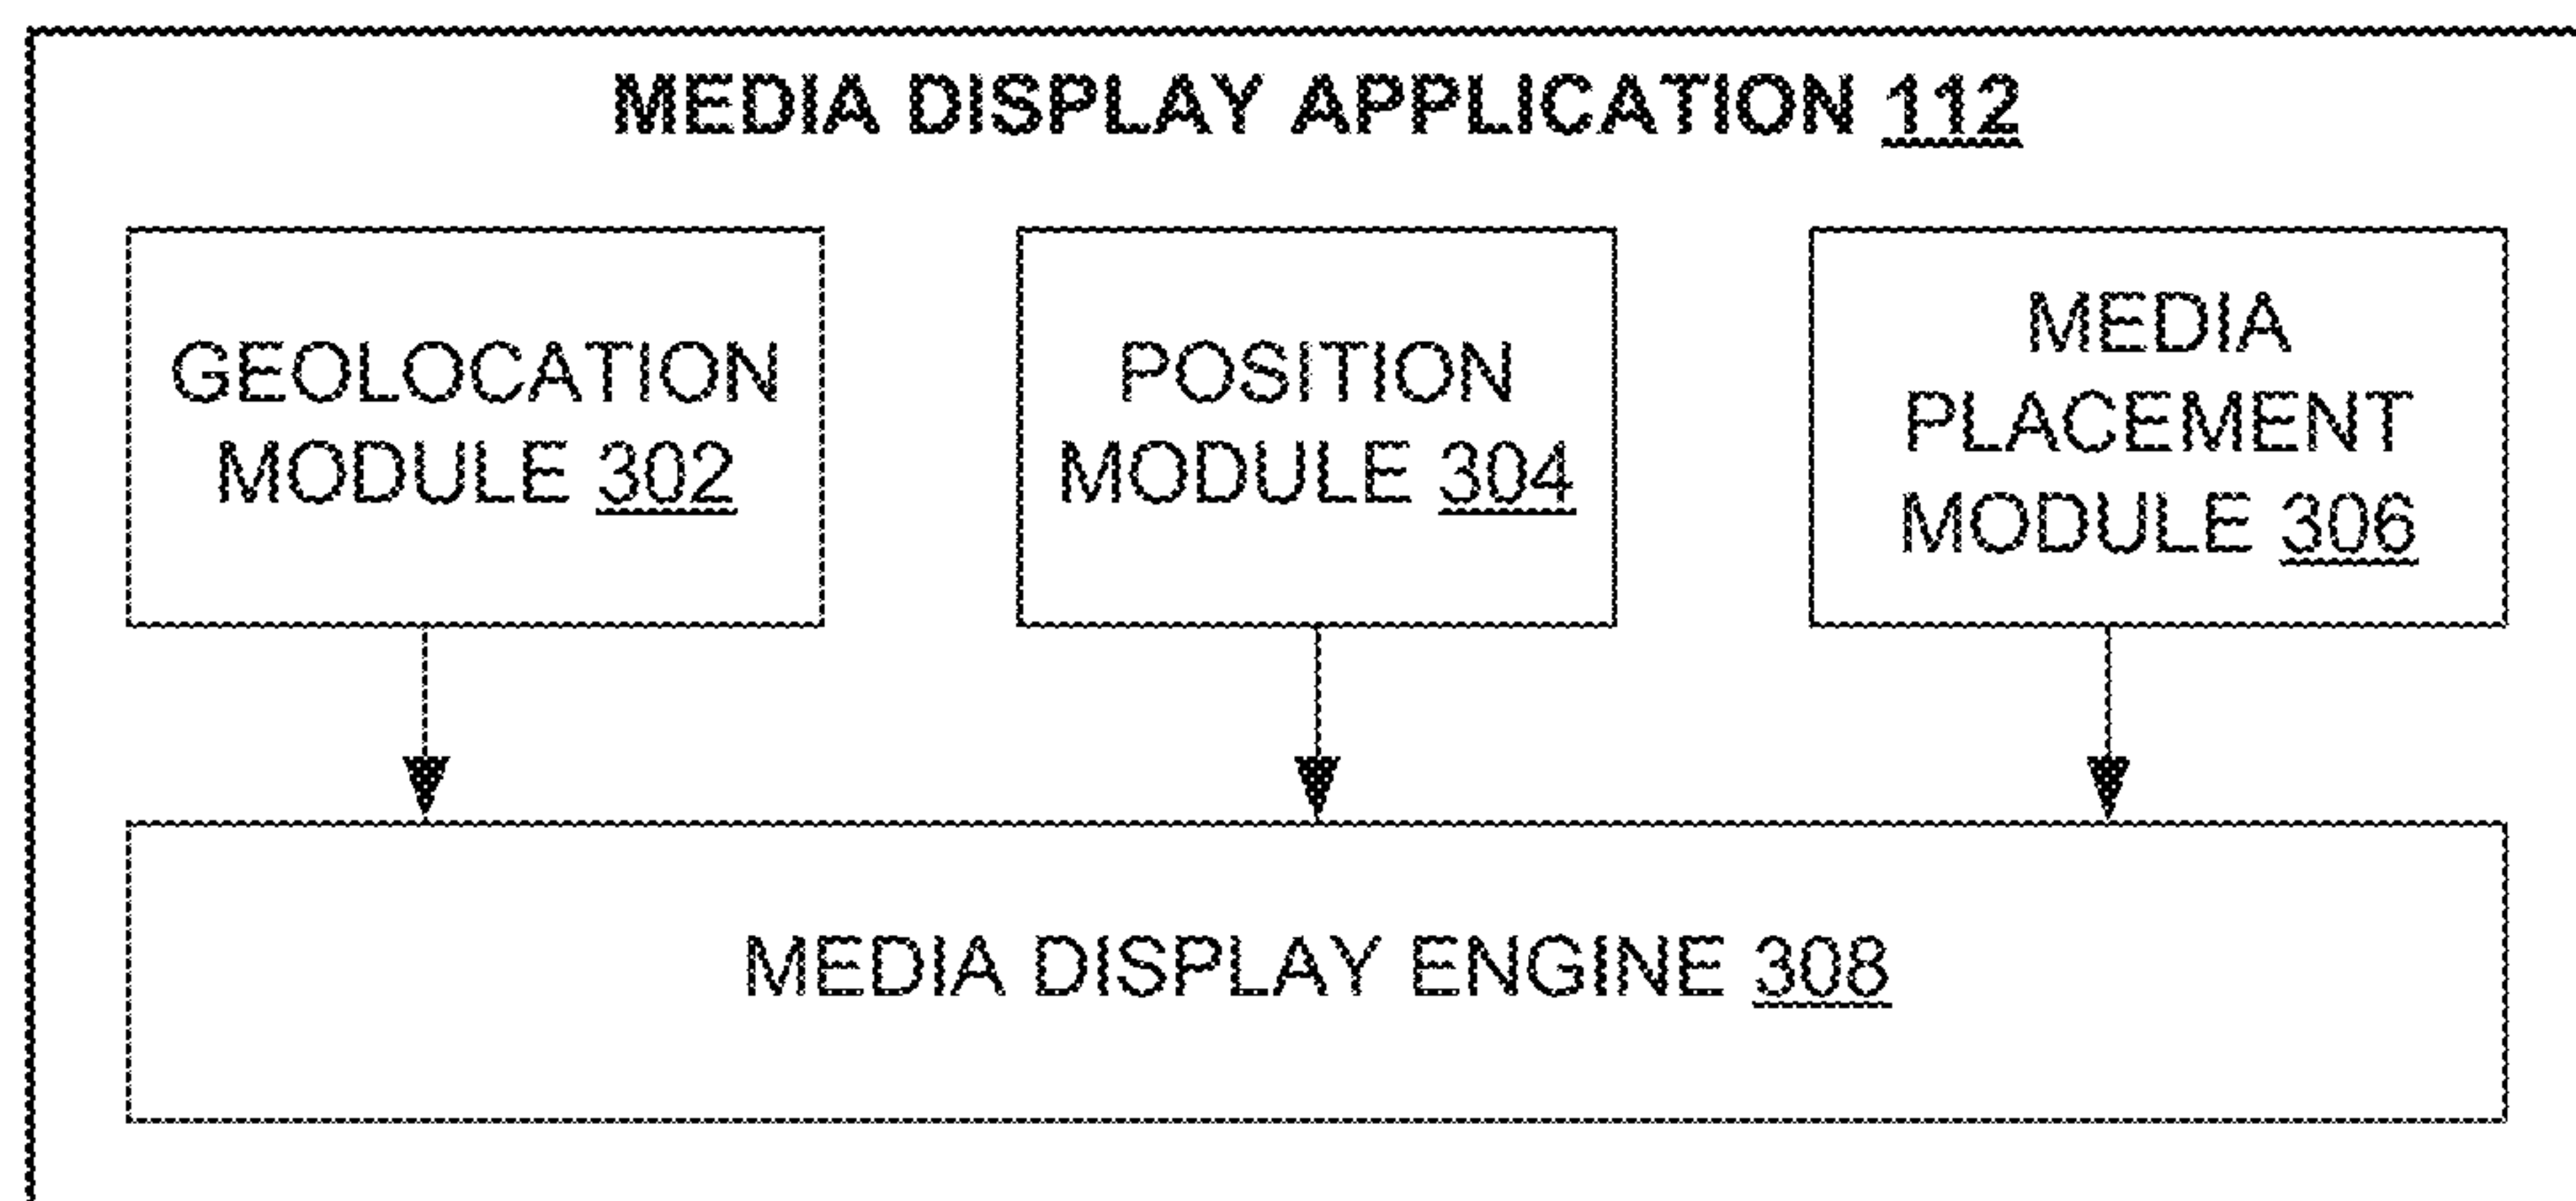 MEDIA DISPLAY APPLICATION 112
GEOLOCATION
MODULE 302
POSITION
MODULE 304
MEDIA
PLACEMENT
MODULE 306
MEDIA DISPLAY ENGINE 308